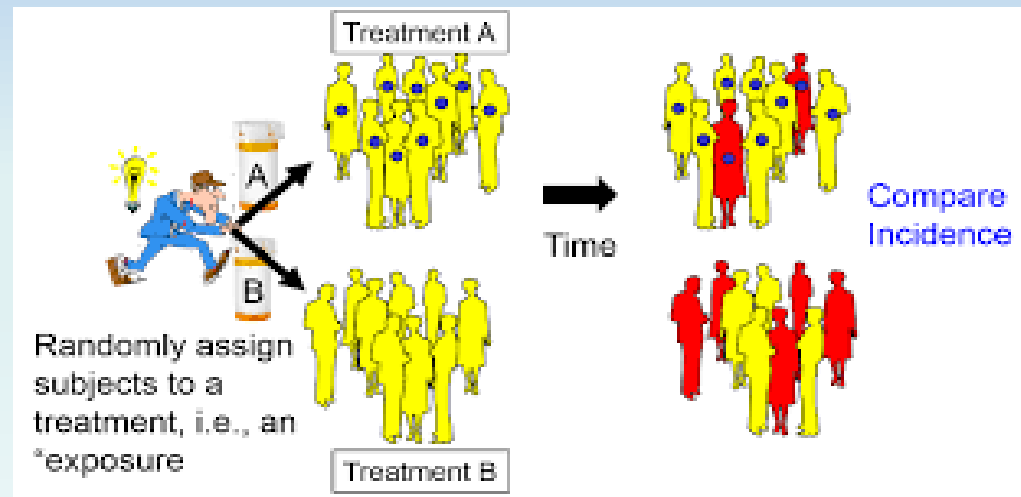 Treatment A
A
B
Time
Compare
Incidence
Randomly assign
subjects to a
treatment, i.e., an
"exposure
Treatment B